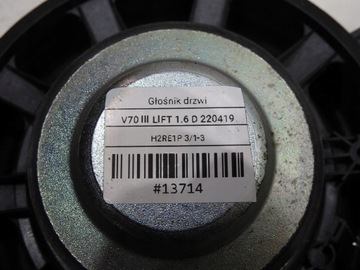 Głośnik drzwi
V70 III LIFT 1.6 D 220419
H2RE1P 3/1-3
#13714